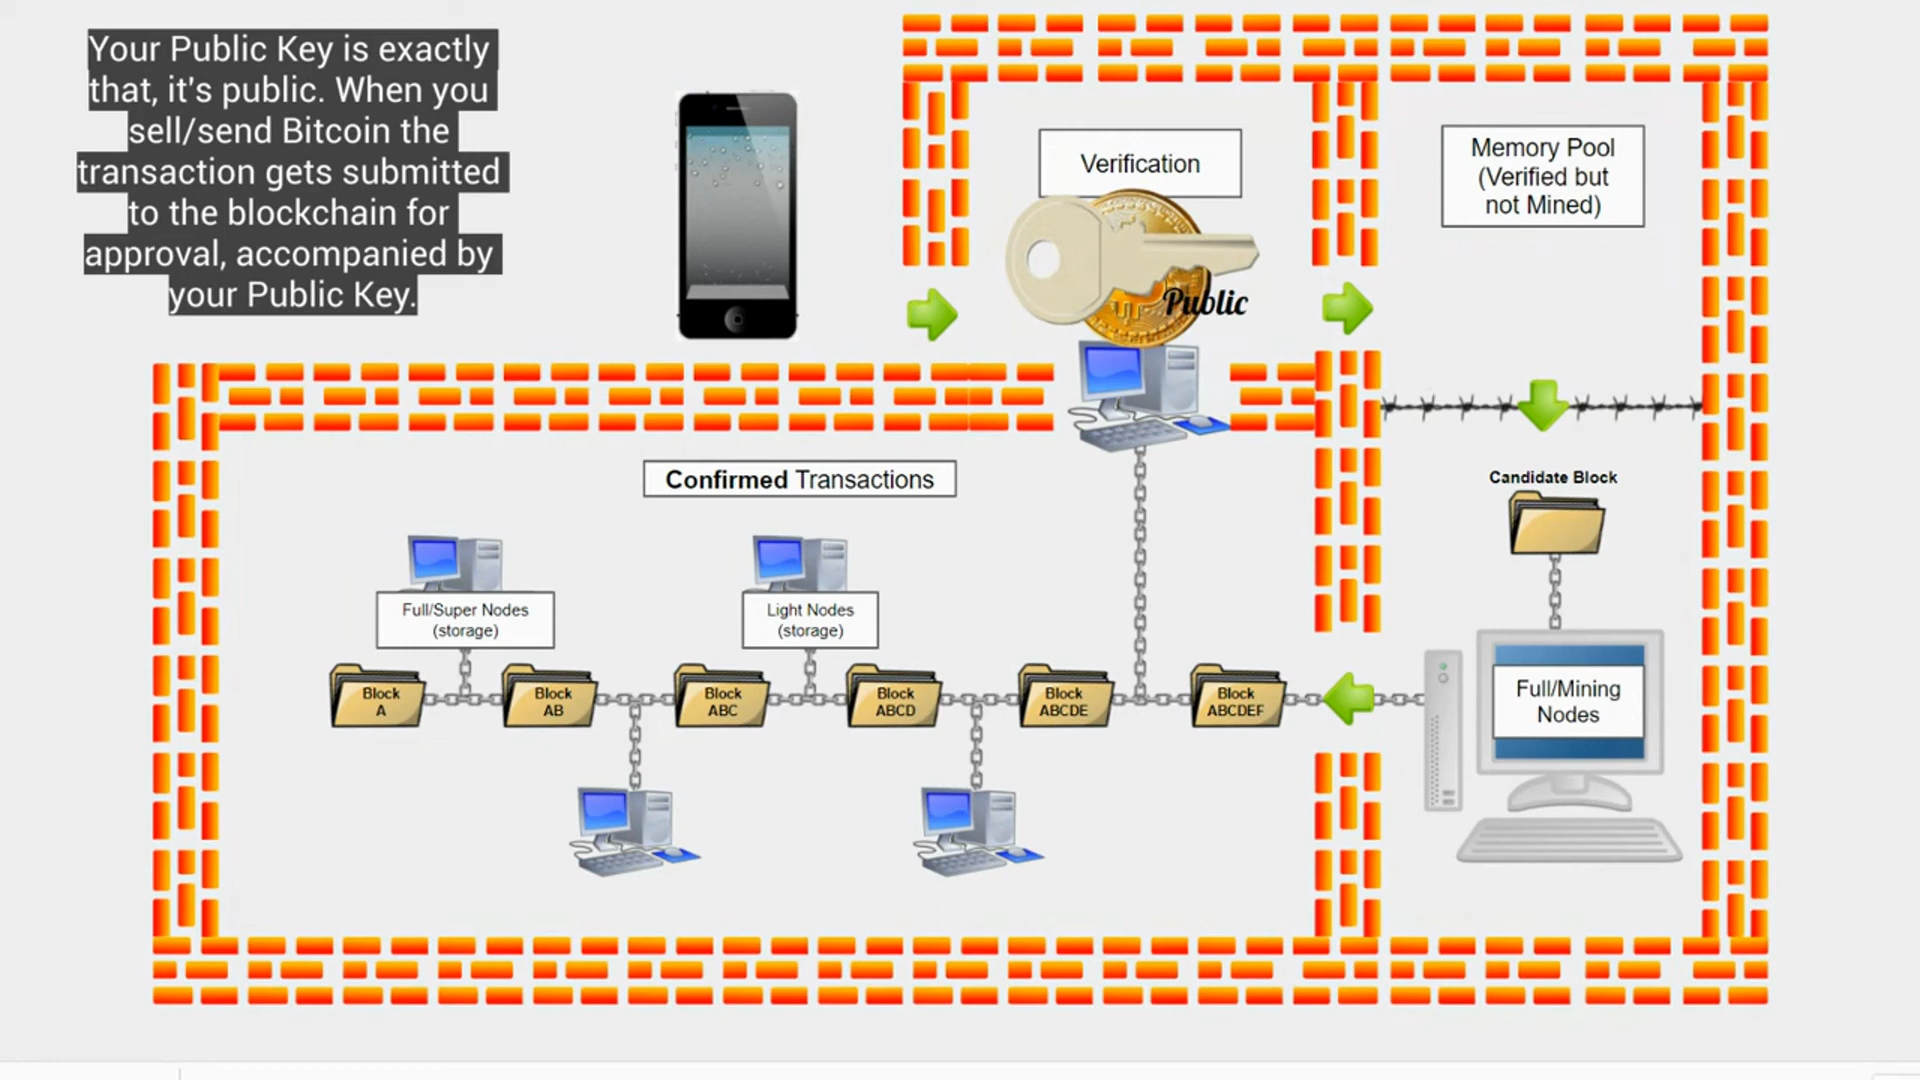 Your Public Key is exactly
that, it's public. When you
sell/send Bitcoin the
transaction gets submitted
to the blockchain for
approval, accompanied by
your Public Key.
Verification
Public
Memory Pool
(Verified but
not Mined)
Confirmed Transactions
Candidate Block
Full/Super Nodes
(storage)
Light Nodes
(storage)
Block
A
Block
AB
Block
ABC
Block
ABCD
Block
ABCDE
Block
ABCDEF
Full/Mining
Nodes